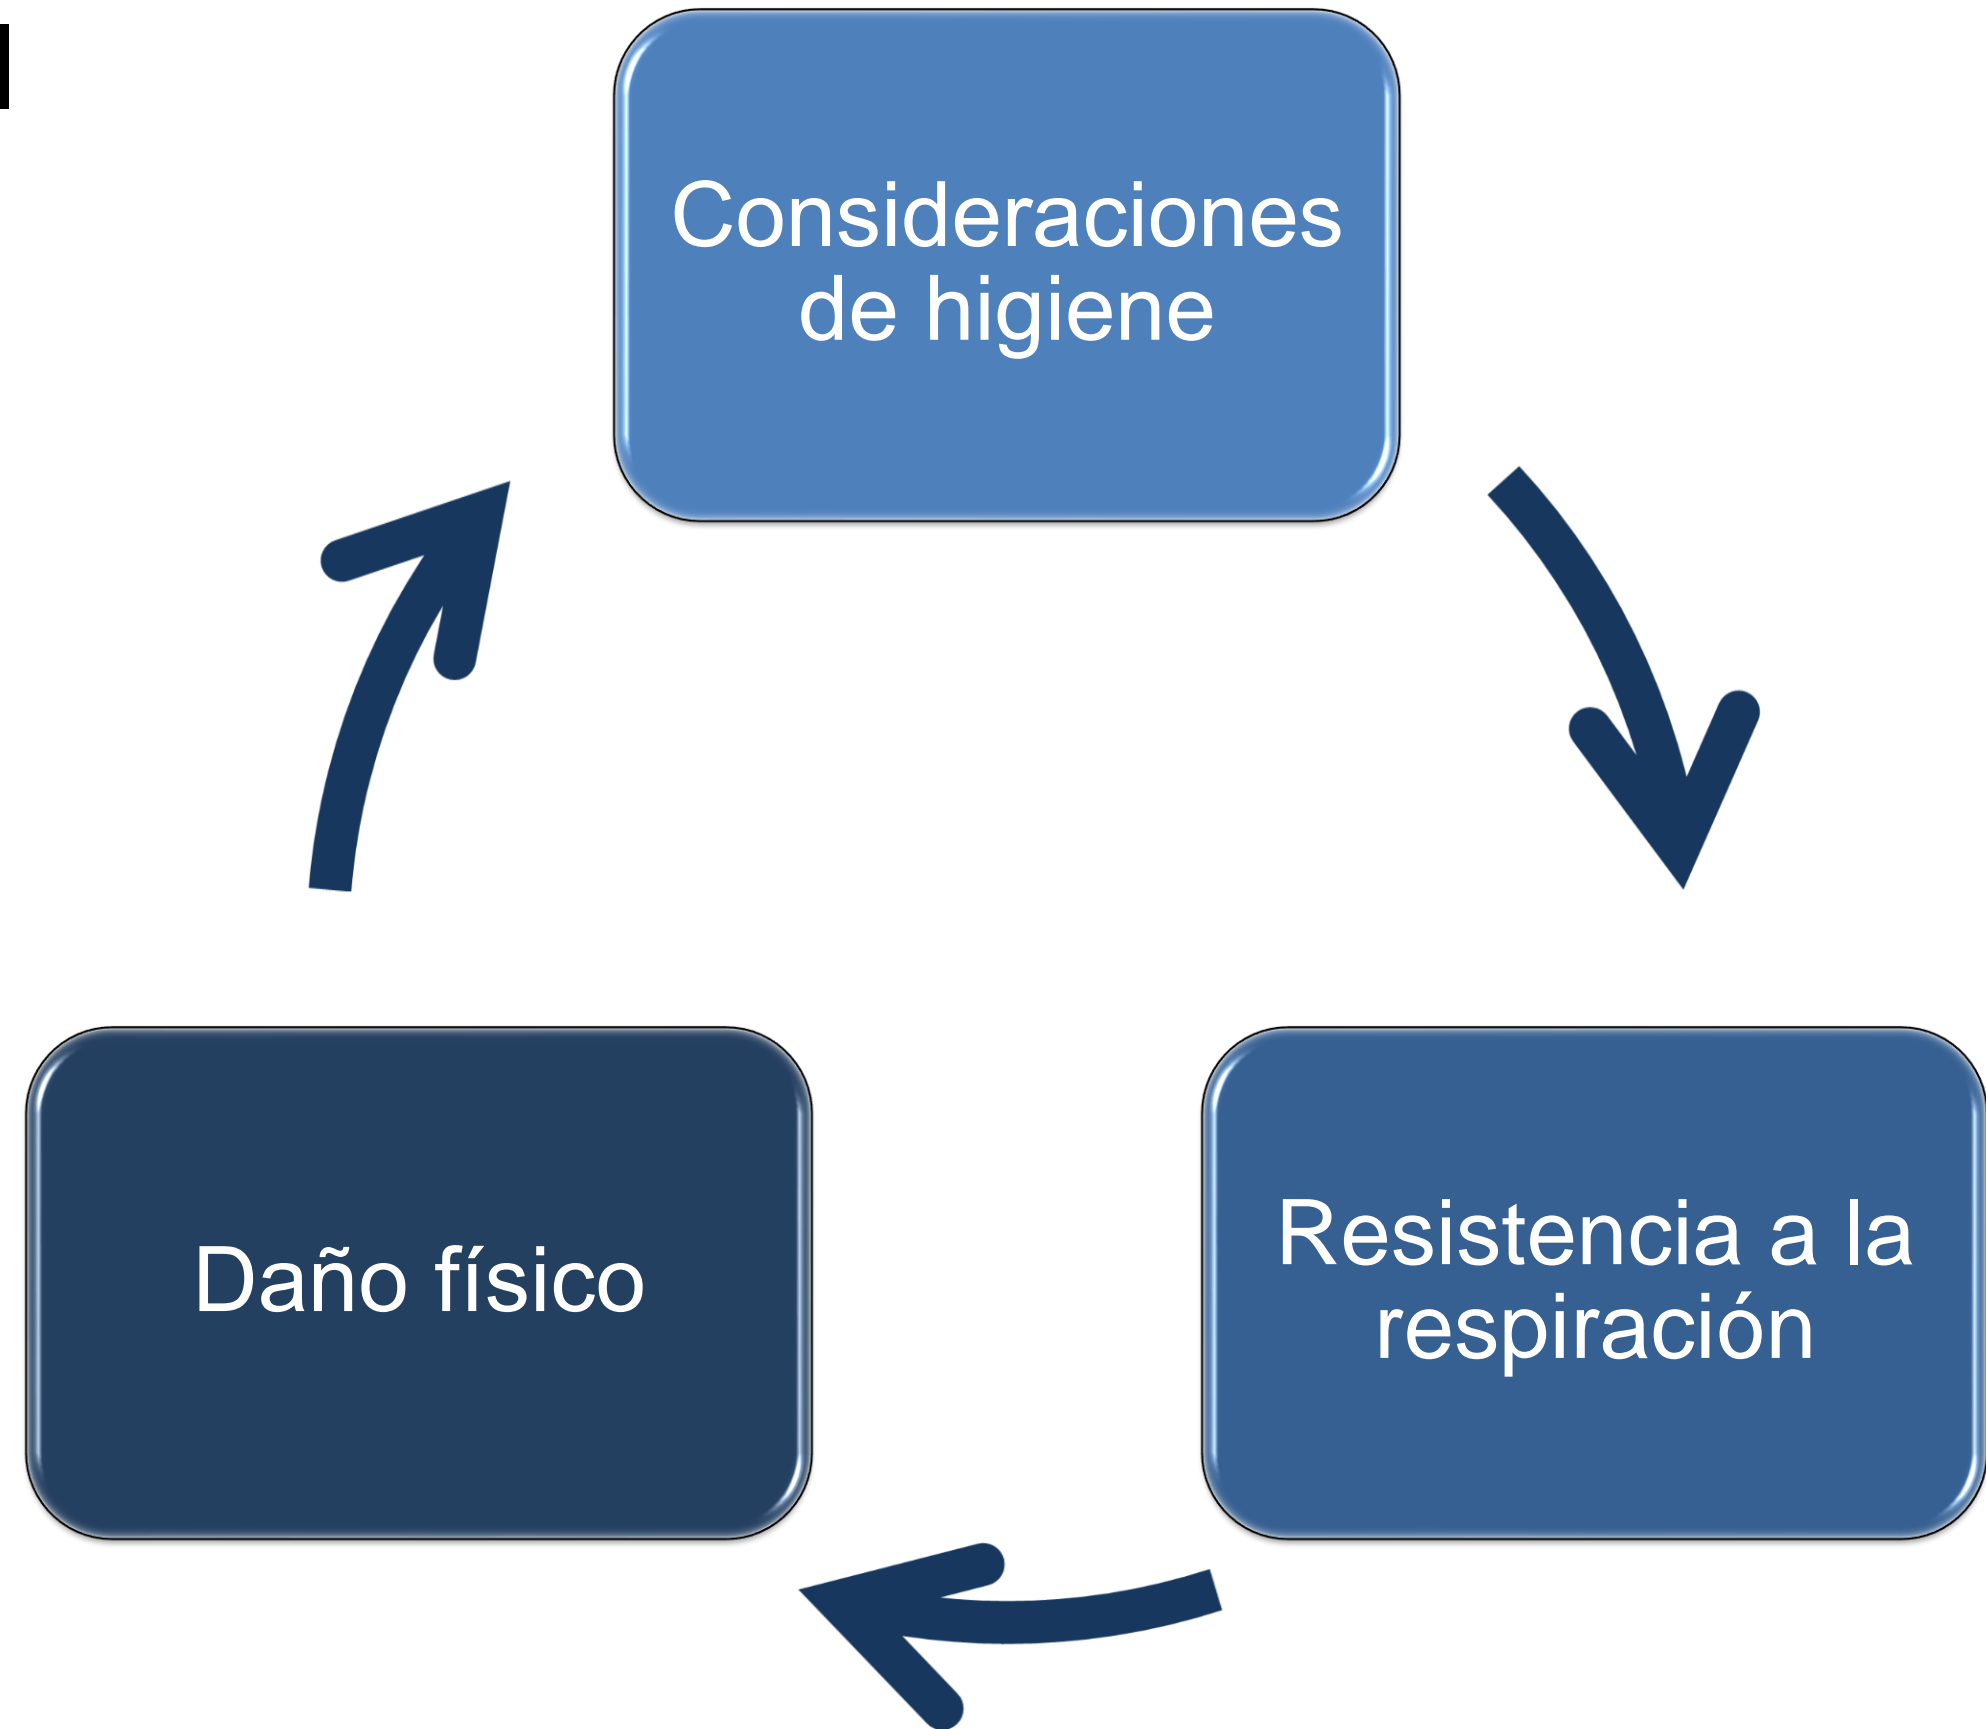 Consideraciones
de higiene
Resistencia a la
respiración
Daño físico